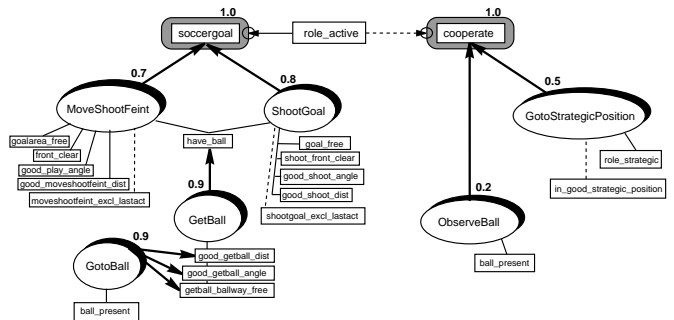 1.0
1.0
soccergoal
role_active
cooperate
0.7
0.8
0.5
MoveShootFeint
ShootGoal
GotoStrategicPosition
goalarea_free
front_clear
good_play_angle
good_moveshootfeint_dist
moveshootfeint_excl_lastact
have_ball
goal_free
shoot_front_clear
good_shoot_angle
good_shoot_dist
shootgoal_excl_lastact
role_strategic
in_good_strategic_position
0.9
GetBall
0.2
ObserveBall
0.9
GotoBall
good_getball_dist
good_getball_angle
getball_ballway_free
ball_present
ball_present